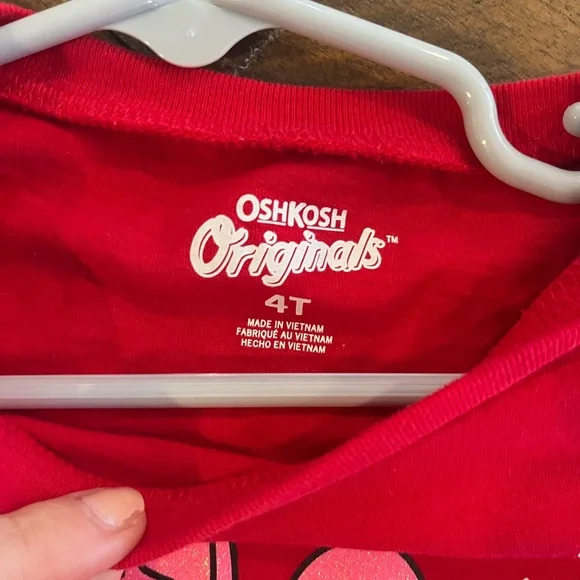 OSHKOSH
Originals™
4T
MADE IN VIETNAM
FABRIQUÉ AU VIETNAM
HECHO EN VIETNAM